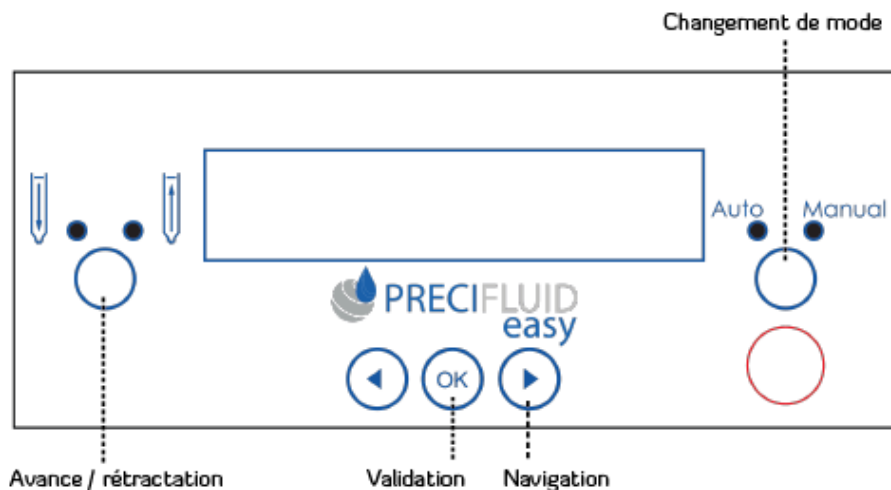 Changement de mode
Auto Manual
PRECIFLUID
easy
OK
Avance / rétractation Validation Navigation